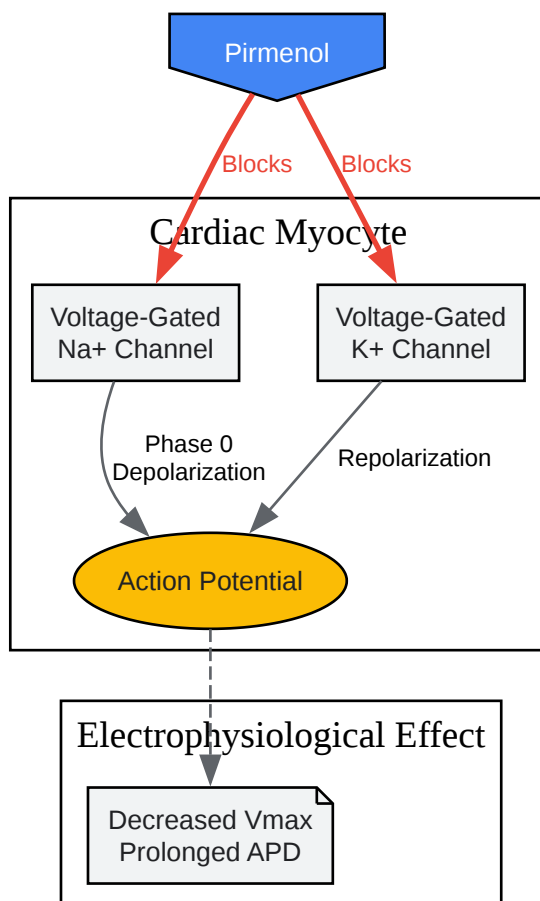 Pirmenol
Blocks
Blocks
Cardiac Myocyte
Voltage-Gated
Na+ Channel
Voltage-Gated
K+ Channel
Phase 0
Depolarization
Repolarization
Action Potential
Electrophysiological Effect
Decreased Vmax
Prolonged APD